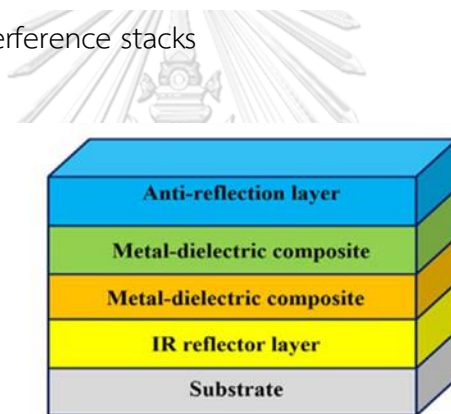 erference stacks
Anti-reflection layer
Metal-dielectric composite
Metal-dielectric composite
IR reflector layer
Substrate